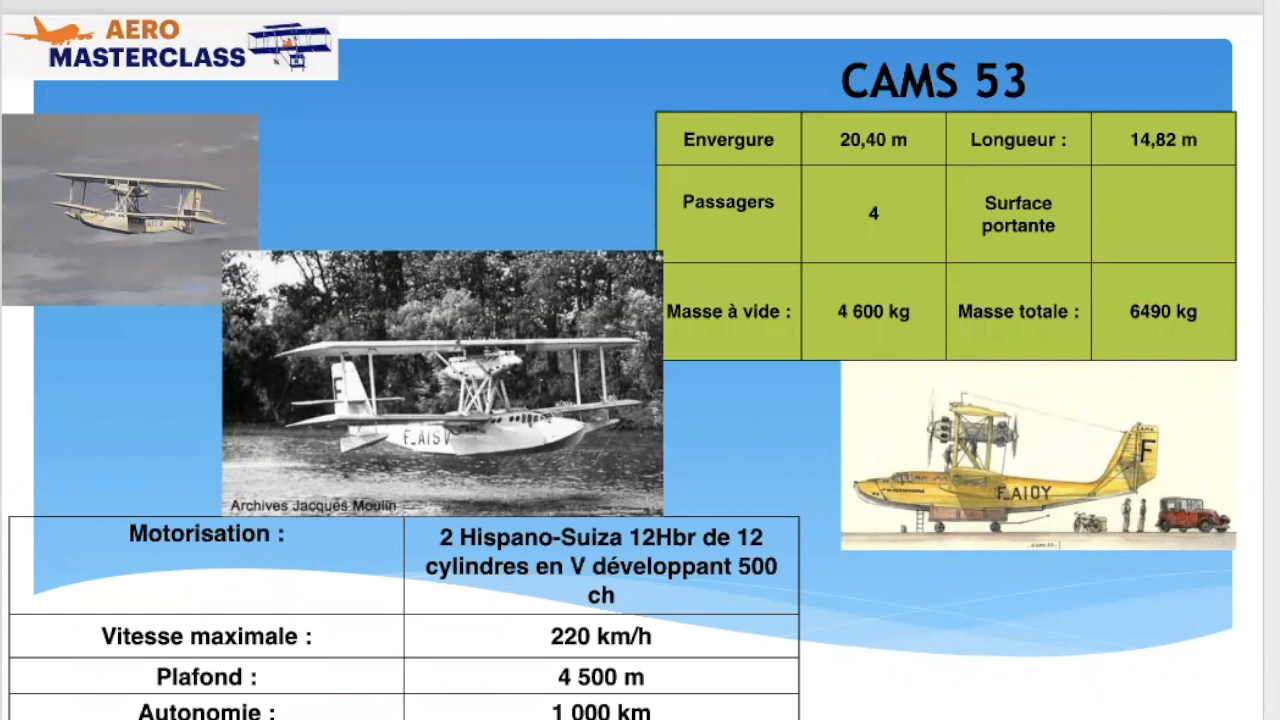 AERO
MASTERCLASS
CAMS 53
Envergure
20,40 m
Longueur :
14,82 m
Passagers
4
Surface
portante
Masse à vide :
4 600 kg
Masse totale :
6490 kg
F
F_AISV
Archives Jacques Moulin
F
F_AIOY
Motorisation :
2 Hispano-Suiza 12Hbr de 12
cylindres en V développant 500
ch
Vitesse maximale :
220 km/h
Plafond :
4 500 m
Autonomie :
1 000 km